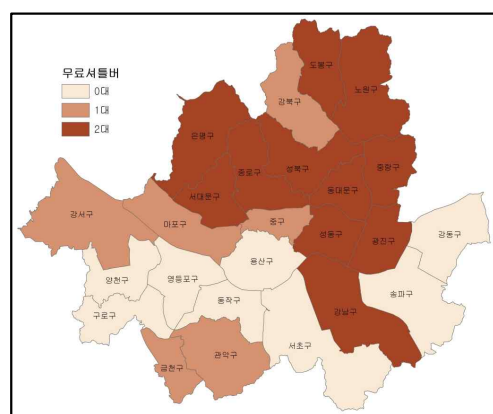 무료셔틀버
0대
1대
2대
도봉구
노원구
강북구
은평구
성북구
중랑구
종로구
동대문구
서대문구
강서구
마포구
중구
성동구
광진구
강동구
용산구
양천구
영등포구
송파구
동작구
강남구
구로구
서초구
관악구
금천구